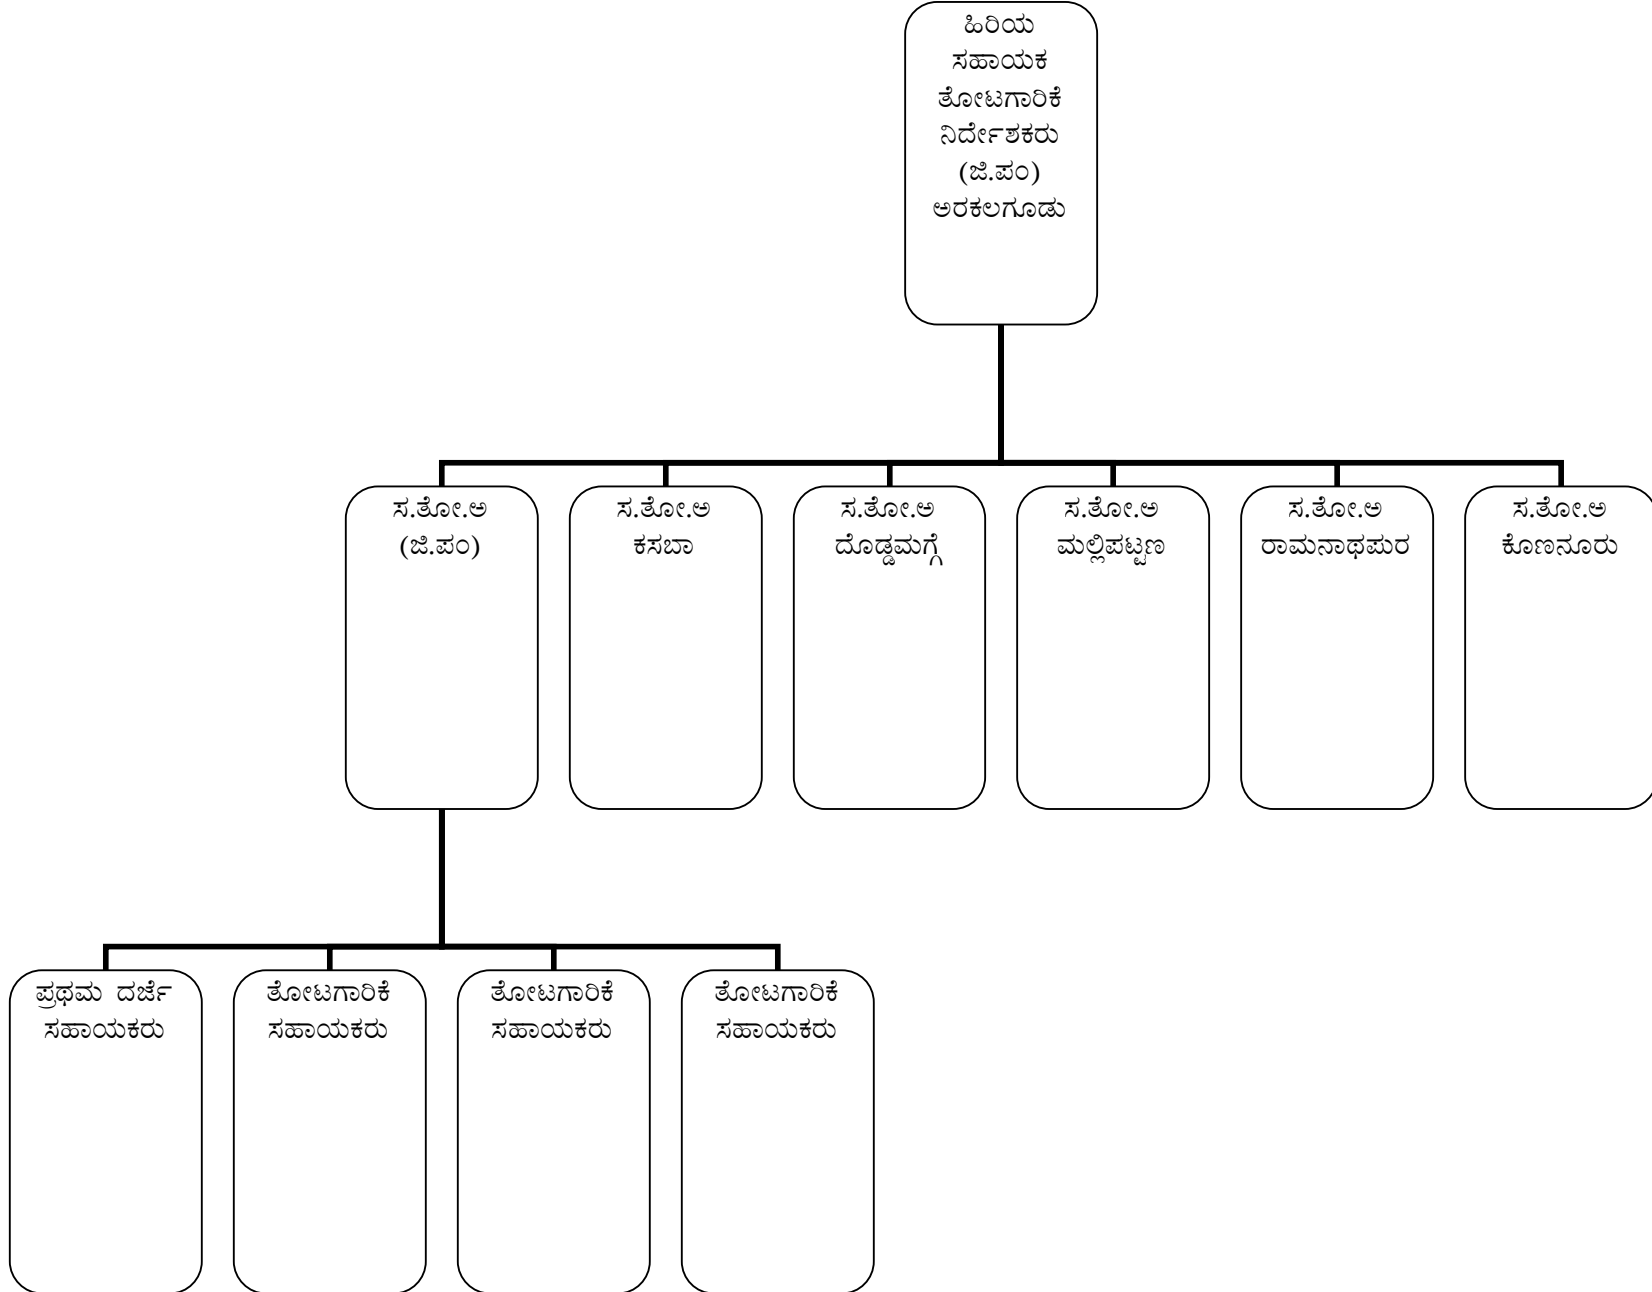 ಹಿರಿಯ
ಸಹಾಯಕ
ತೋಟಗಾರಿಕೆ
ನಿರ್ದೇಶಕರು
(ಜಿ.ಪಂ)
ಅರಕಲಗೂಡು
ಸ.ತೋ.ಅ
(ಜಿ.ಪಂ)
ಸ.ತೋ.ಅ
ಕಸಬಾ
ಸ.ತೋ.ಅ
ದೊಡ್ಡಮಗ್ಗೆ
ಸ.ತೋ.ಅ
ಮಲ್ಲಿಪಟ್ಟಣ
ಸ.ತೋ.ಅ
ರಾಮನಾಥಪುರ
ಸ.ತೋ.ಅ
ಕೊಣನೂರು
ಪ್ರಥಮ ದರ್ಜೆ
ಸಹಾಯಕರು
ತೋಟಗಾರಿಕೆ
ಸಹಾಯಕರು
ತೋಟಗಾರಿಕೆ
ಸಹಾಯಕರು
ತೋಟಗಾರಿಕೆ
ಸಹಾಯಕರು